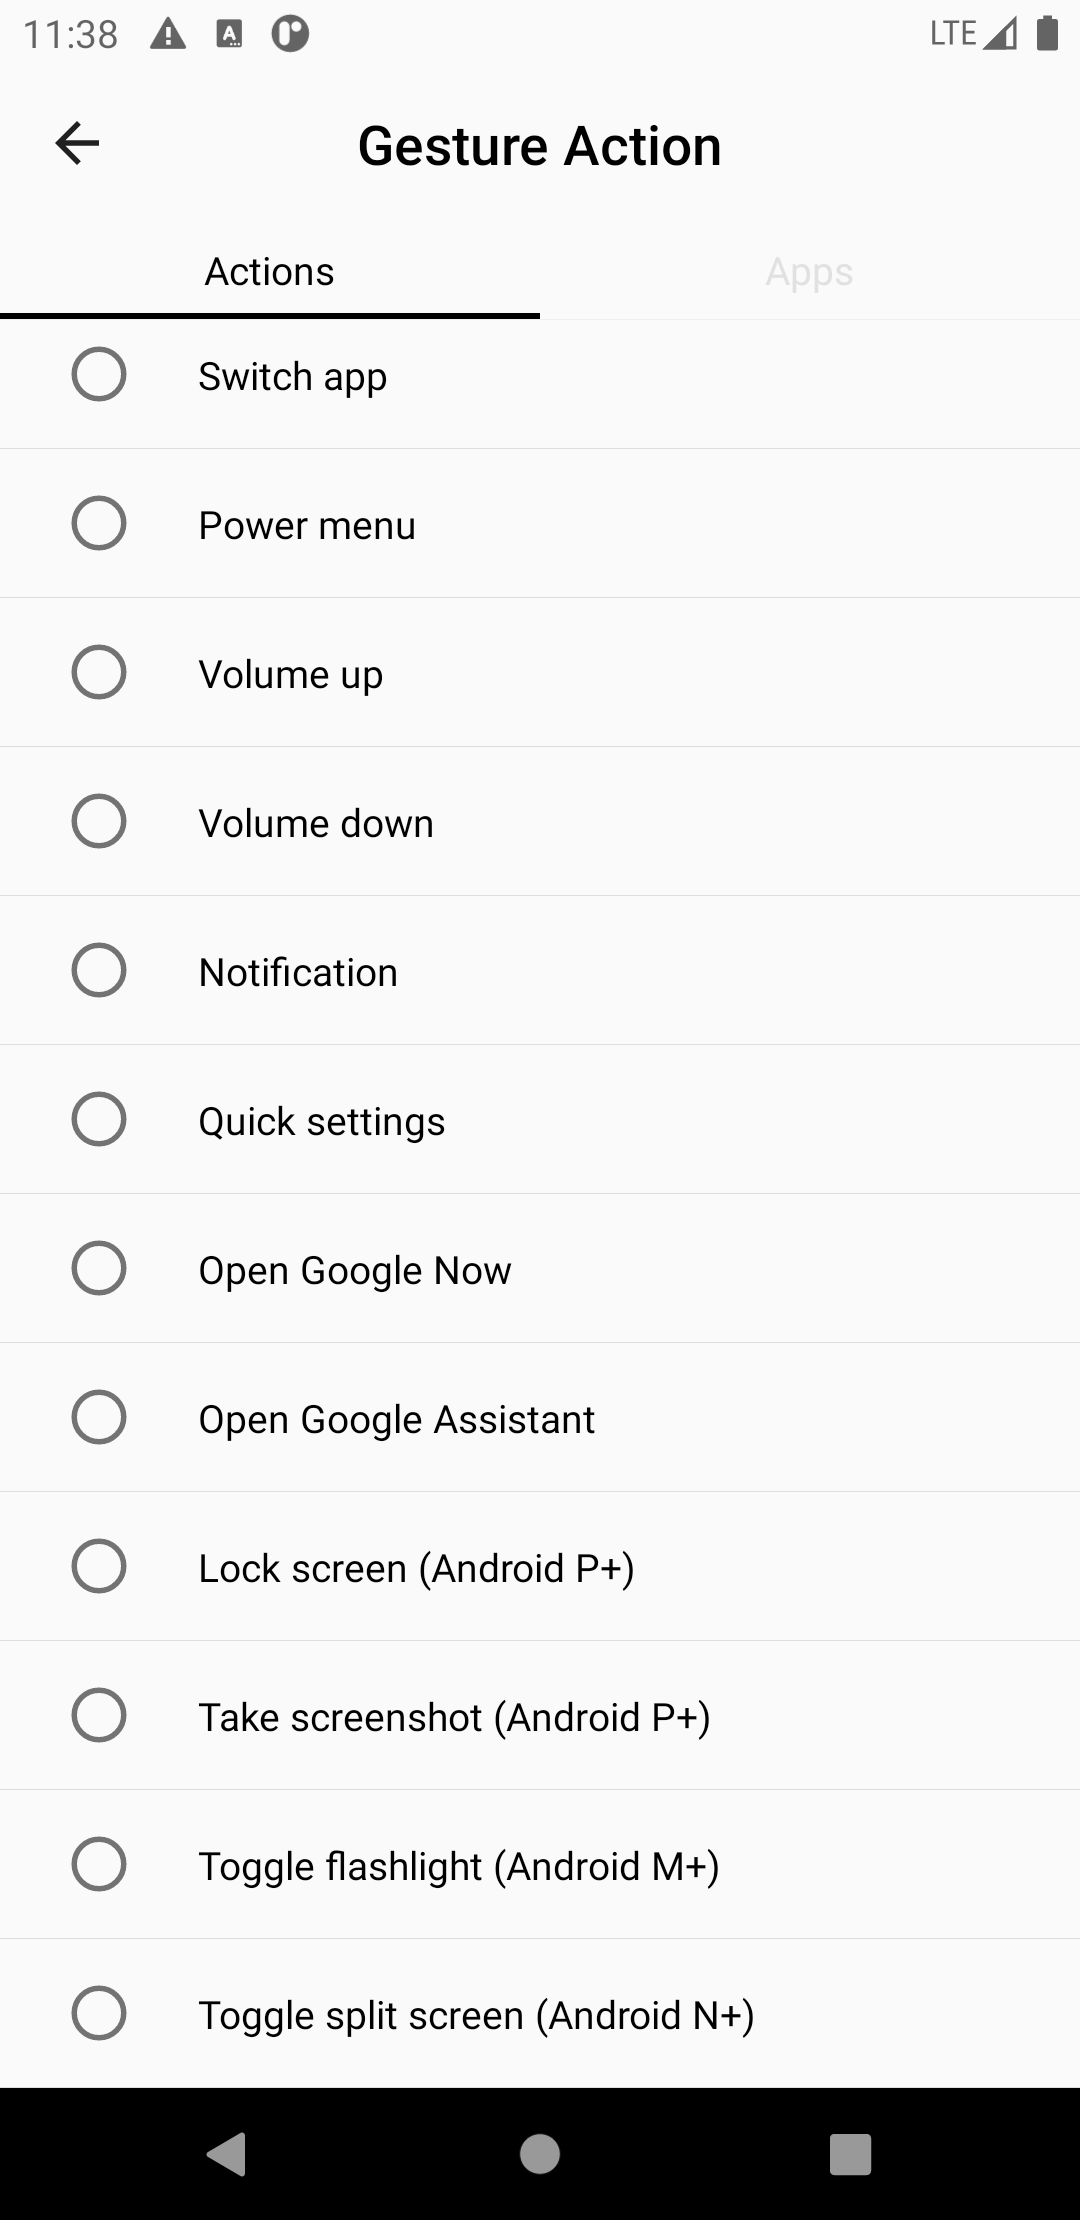 11:38
LTE
Gesture Action
Actions
Apps
Switch app
Power menu
Volume up
Volume down
Notification
Quick settings
Open Google Now
Open Google Assistant
Lock screen (Android P+)
Take screenshot (Android P+)
Toggle flashlight (Android M+)
Toggle split screen (Android N+)